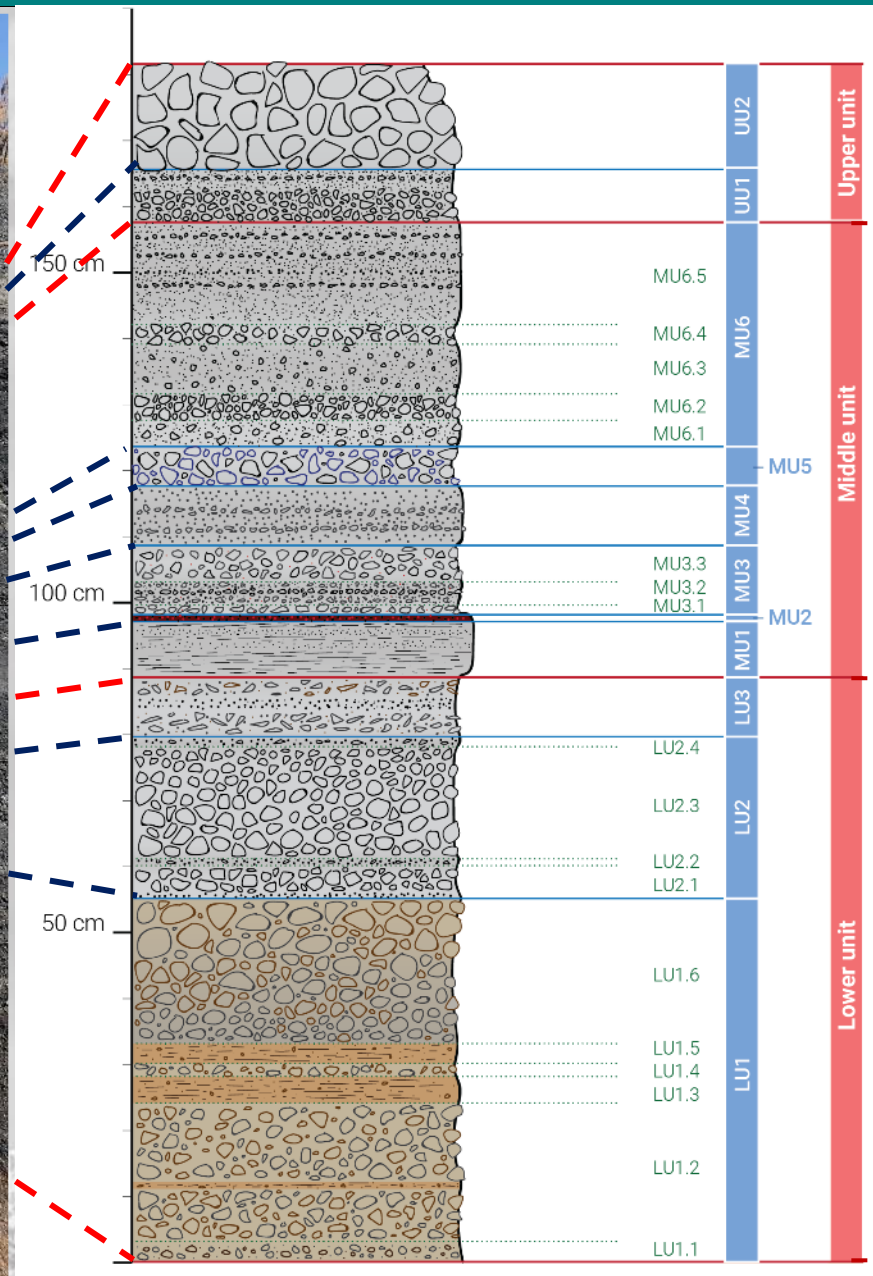 UU2
Upper unit
UU1
150 cm
MU6.5
MU6
MU6.4
MU6.3
MU6.2
MU6.1
Middle unit
MU5
MU4
MU3.3
MU3
MU3.2
100 cm
MU3.1
MU2
MU1
LU3
LU2.4
LU2.3
LU2
LU2.2
LU2.1
50 cm
LU1.6
Lower unit
LU1.5
LU1.4
LU1
LU1.3
LU1.2
LU1.1